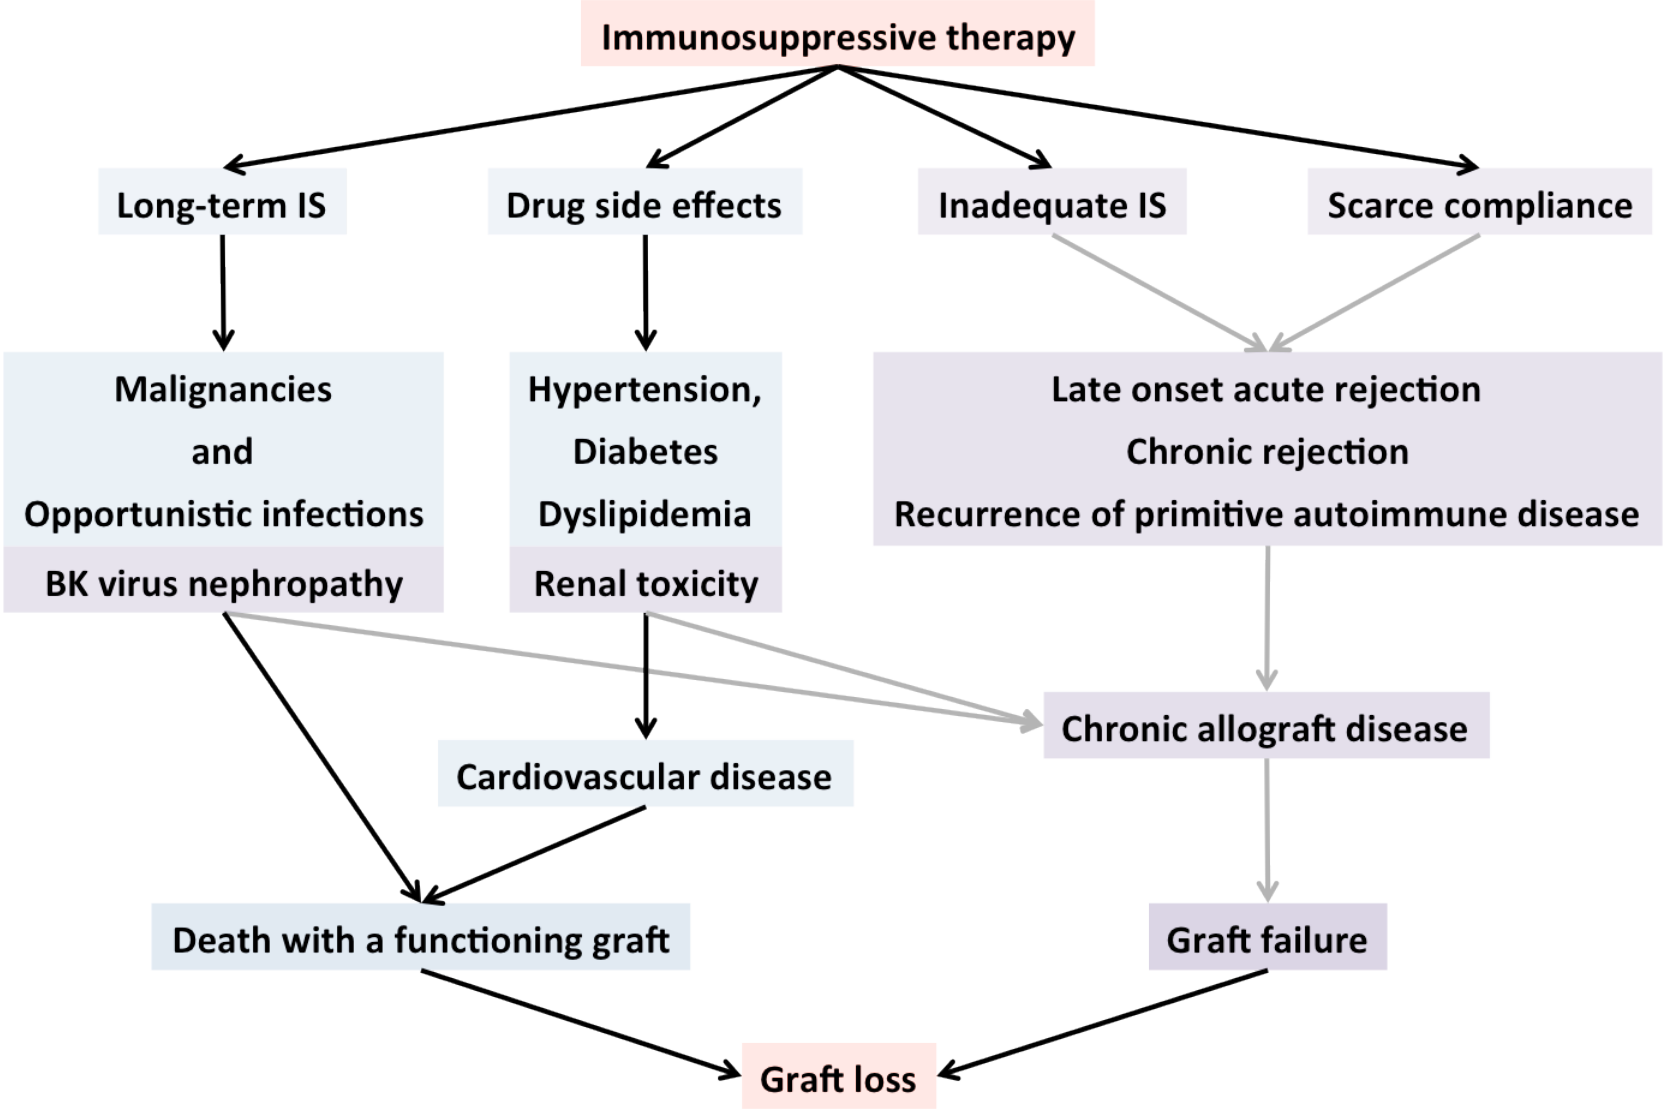 Immunosuppressive therapy
Long-term IS
Drug side effects
Inadequate IS
Scarce compliance
Malignancies
and
Opportunistic infections
BK virus nephropathy
Hypertension,
Diabetes
Dyslipidemia
Renal toxicity
Late onset acute rejection
Chronic rejection
Recurrence of primitive autoimmune disease
Chronic allograft disease
Cardiovascular disease
Death with a functioning graft
Graft failure
Graft loss